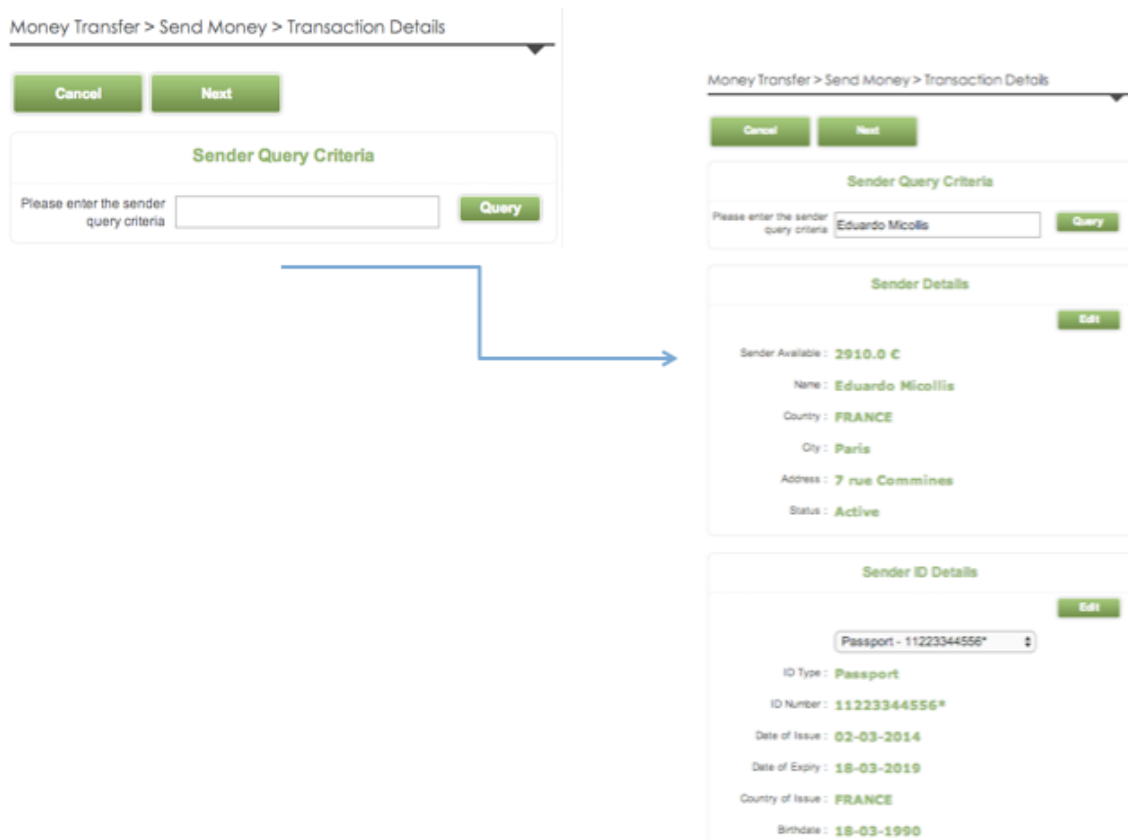 Money Transfer > Send Money > Transaction Details
Cancel
Next
Sender Query Criteria
Please enter the sender
query criteria
Query
Money Transfer > Send Money > Transaction Details
Cancel
Next
Sender Query Criteria
Please enter the sender
query criteria
Eduardo Micollis
Query
Sender Details
Edit
Sender Available : 2910.0 €
Name : Eduardo Micollis
Country : FRANCE
City : Paris
Address : 7 rue Commines
Status : Active
Sender ID Details
Edit
Passport - 11223344556*
ID Type : Passport
ID Number : 11223344556*
Date of Issue : 02-03-2014
Date of Expiry : 18-03-2019
Country of Issue : FRANCE
Birthdate : 18-03-1990